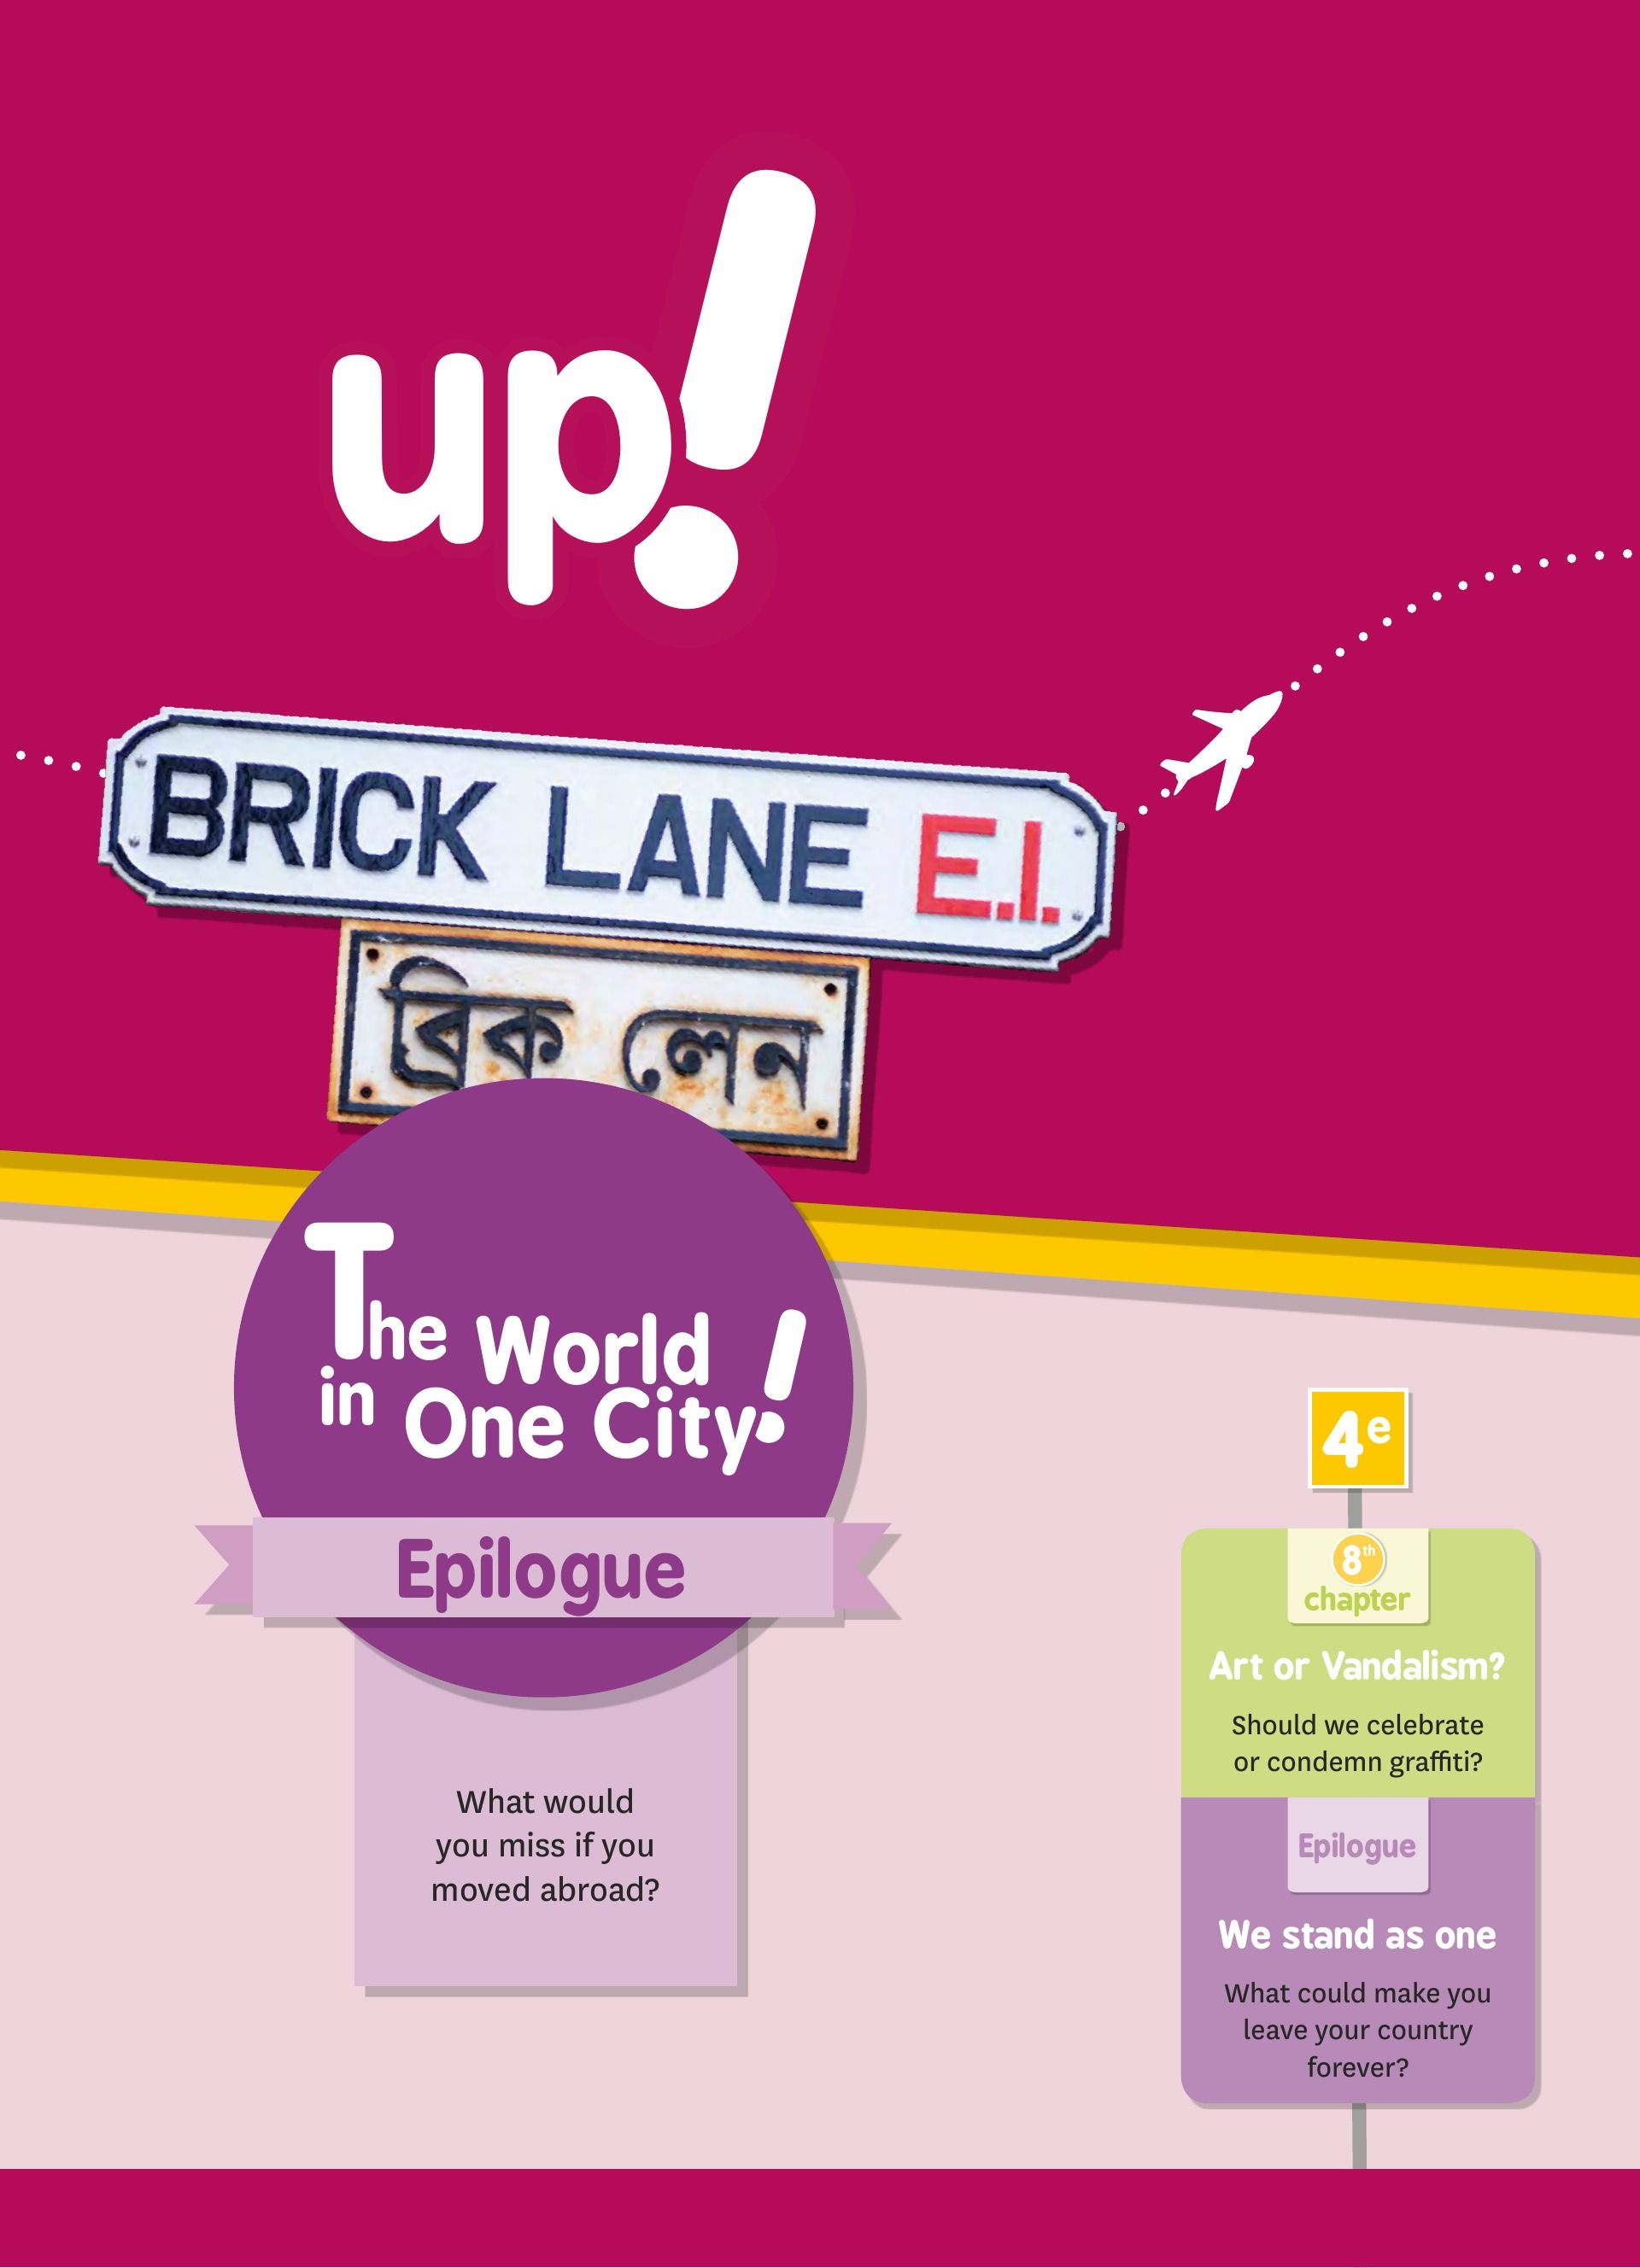 up!
BRICK LANE E.I.
ব্রিক লেন
The World
in One City!
Epilogue
What would
you miss if you
moved abroad?
4e
8th
chapter
Art or Vandalism?
Should we celebrate
or condemn graffiti?
Epilogue
We stand as one
What could make you
leave your country
forever?